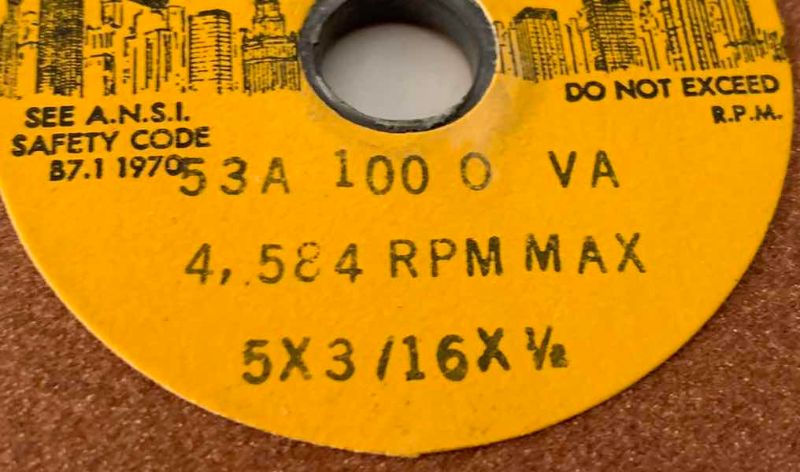 SEE A.N.S.I.
SAFETY CODE
B7.1 1970
DO NOT EXCEED
R.P.M.
53A 100 O VA
4,584 RPM MAX
5X3/16X½